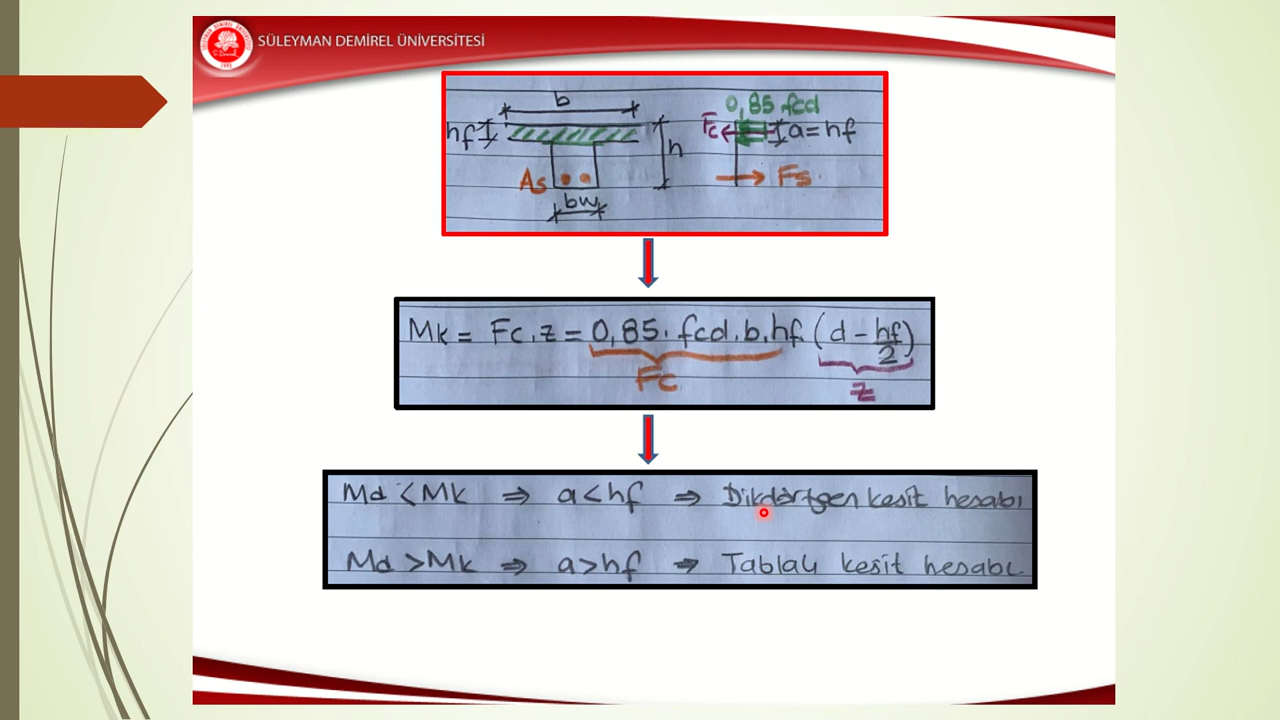 SÜLEYMAN DEMİREL ÜNİVERSİTESİ
b
0,85 fcd
hf
h
Fc
a=hf
As
Fs
bw
Mk = Fc.z = 0,85. fcd.b.hf. (d - hf/2)
Fc
z
Md < Mk ⇒ a<hf ⇒ Dikdörtgen kesit hesabı
Md >Mk ⇒ a>hf ⇒ Tablalı kesit hesabı.